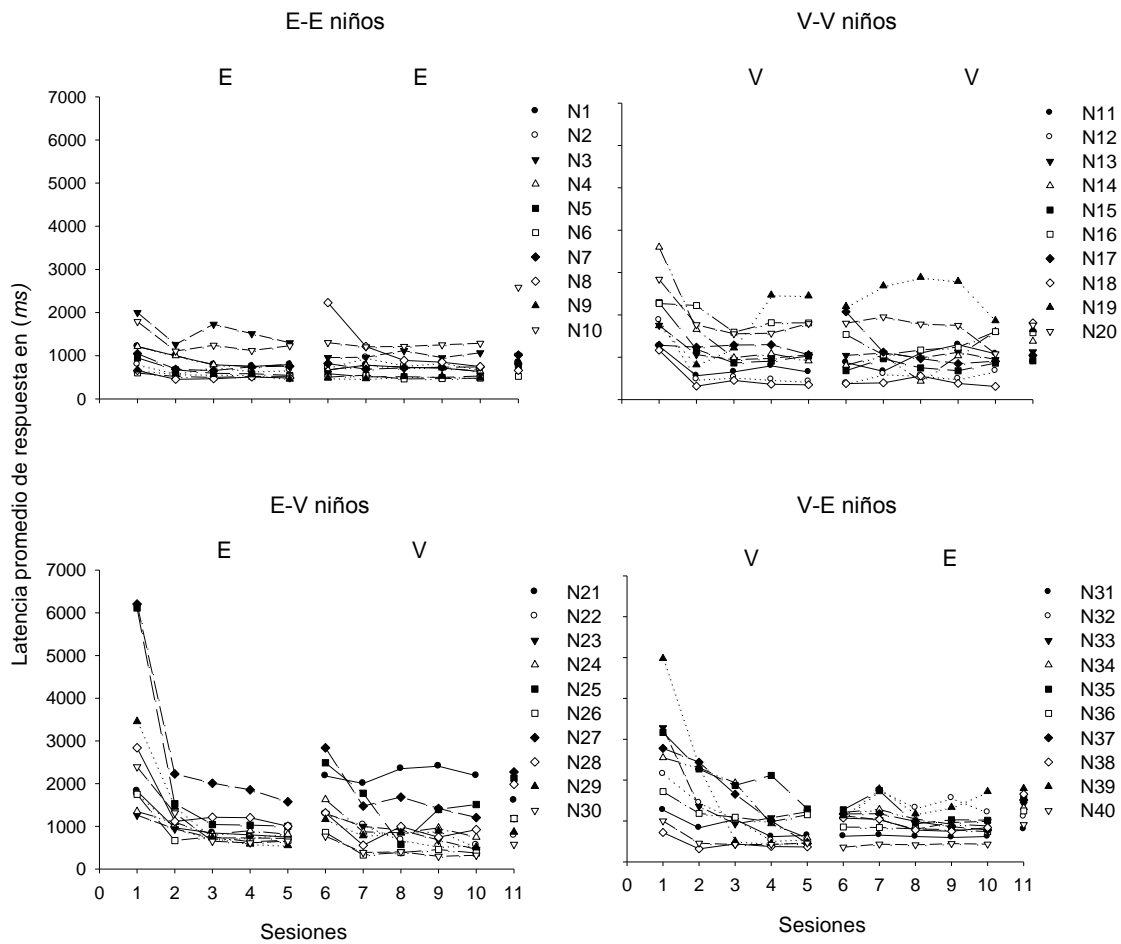 E-E niños
V-V niños
E
E
V
V
7000
6000
5000
4000
3000
2000
1000
0
N1
N2
N3
N4
N5
N6
N7
N8
N9
N10
N11
N12
N13
N14
N15
N16
N17
N18
N19
N20
Latencia promedio de respuesta en (ms)
E-V niños
V-E niños
E
V
V
E
7000
6000
5000
4000
3000
2000
1000
0
N21
N22
N23
N24
N25
N26
N27
N28
N29
N30
N31
N32
N33
N34
N35
N36
N37
N38
N39
N40
0 1 2 3 4 5 6 7 8 9 10 11
0 1 2 3 4 5 6 7 8 9 10 11
Sesiones
Sesiones